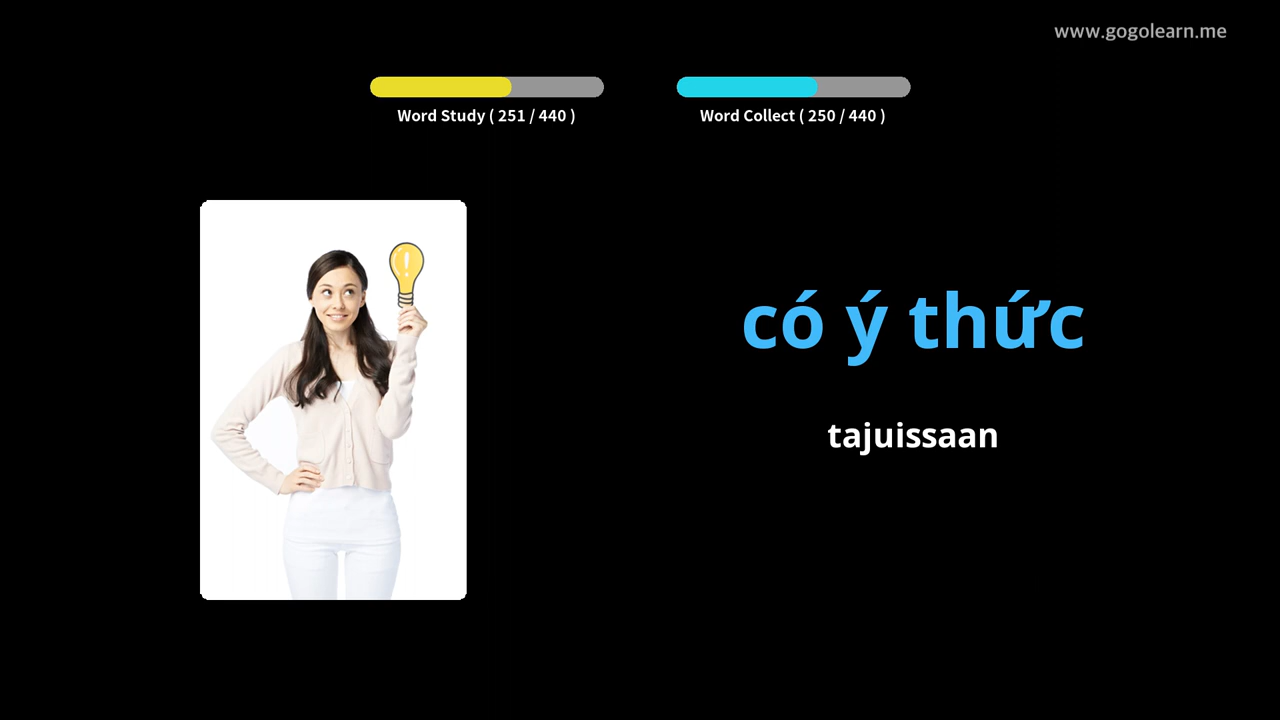 www.gogolearn.me
Word Study ( 251 / 440 )
Word Collect ( 250 / 440 )
có ý thức
tajuissaan